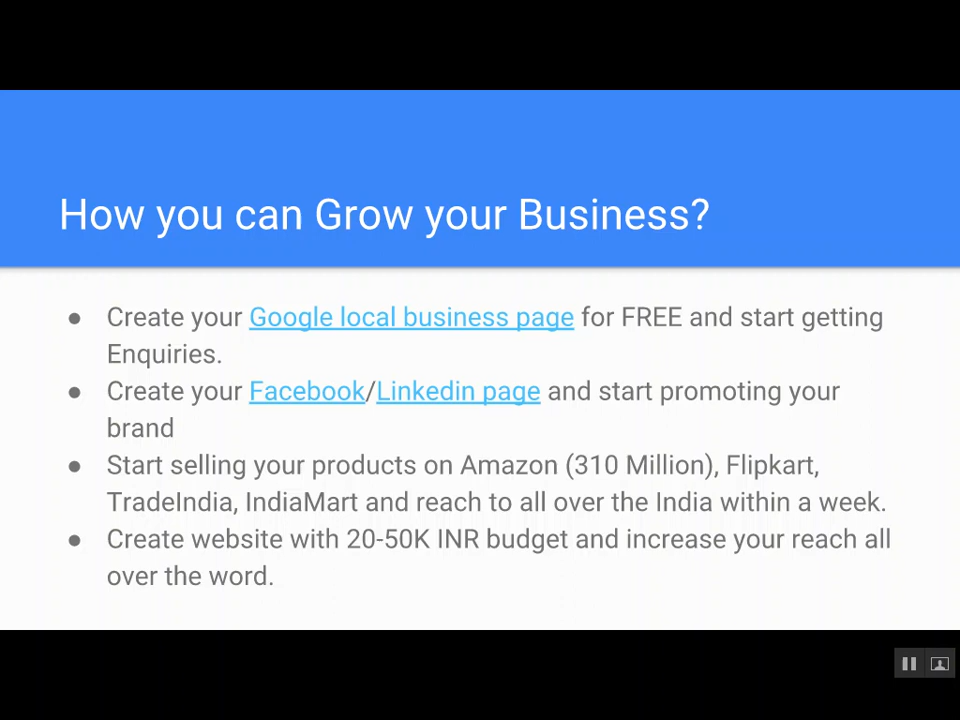 How you can Grow your Business?
● Create your Google local business page for FREE and start getting
Enquiries.
● Create your Facebook/Linkedin page and start promoting your
brand
● Start selling your products on Amazon (310 Million), Flipkart,
TradeIndia, IndiaMart and reach to all over the India within a week.
● Create website with 20-50K INR budget and increase your reach all
over the word.